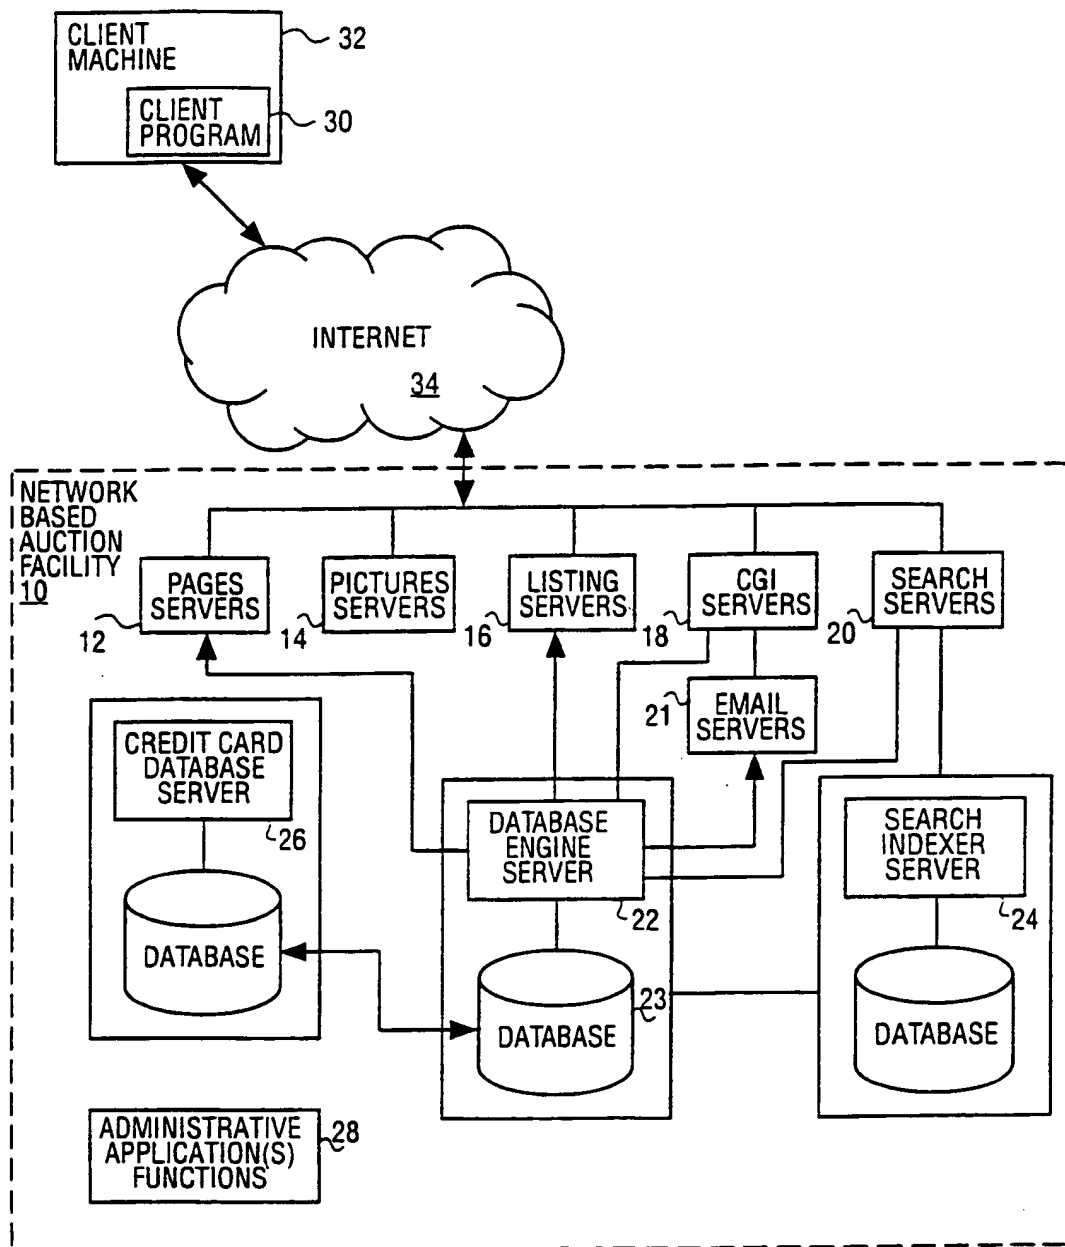 CLIENT
MACHINE
32
CLIENT
PROGRAM
30
INTERNET
34
NETWORK
BASED
AUCTION
FACILITY
10
PAGES
SERVERS
12
PICTURES
SERVERS
14
LISTING
SERVERS
16
CGI
SERVERS
18
SEARCH
SERVERS
20
21
EMAIL
SERVERS
CREDIT CARD
DATABASE
SERVER
26
DATABASE
ENGINE
SERVER
22
SEARCH
INDEXER
SERVER
24
DATABASE
DATABASE
23
DATABASE
ADMINISTRATIVE
APPLICATION(S)
FUNCTIONS
28